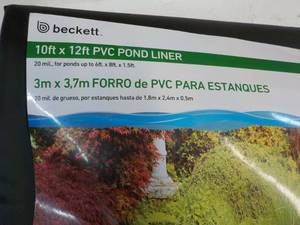 beckett.
10ft x 12ft PVC POND LINER
20 mil., for ponds up to 6ft. x 8ft. x 1.5ft.
3m x 3,7m FORRO de PVC PARA ESTANQUES
20 mil. de grueso, por estanques hasta de 1,8m x 2,4m x 0,5m